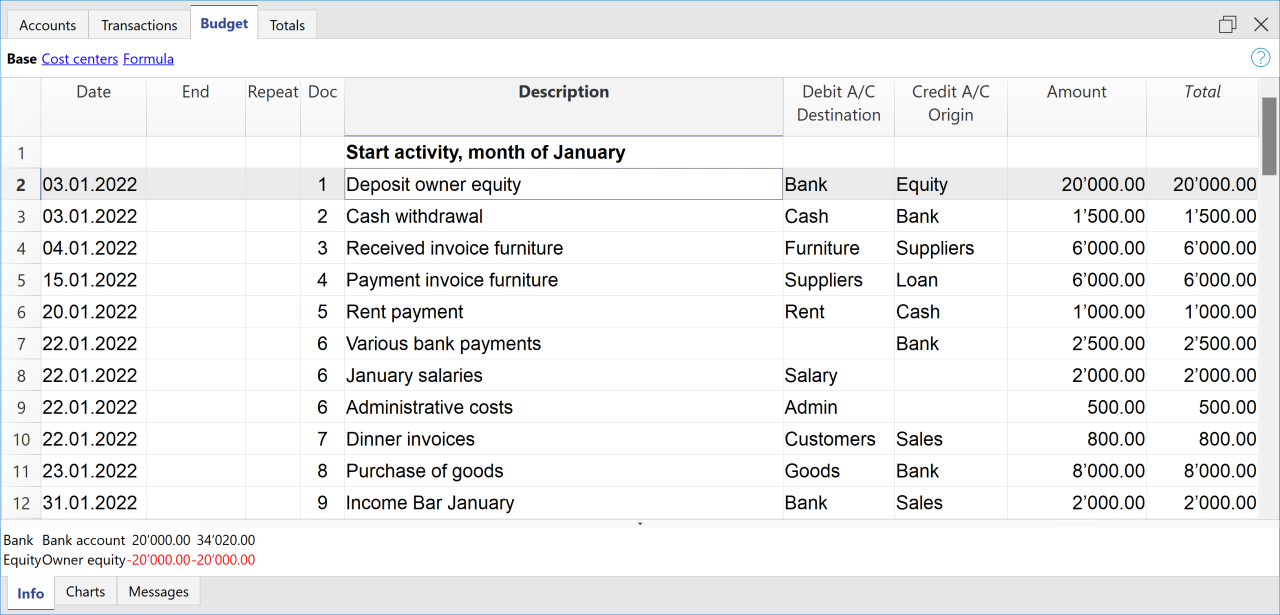 Accounts Transactions Budget Totals
Base Cost centers Formula ?
Date End Repeat Doc Description Debit A/C Destination Credit A/C Origin Amount Total
1 Start activity, month of January
2 03.01.2022 1 Deposit owner equity Bank Equity 20’000.00 20’000.00
3 03.01.2022 2 Cash withdrawal Cash Bank 1’500.00 1’500.00
4 04.01.2022 3 Received invoice furniture Furniture Suppliers 6’000.00 6’000.00
5 15.01.2022 4 Payment invoice furniture Suppliers Loan 6’000.00 6’000.00
6 20.01.2022 5 Rent payment Rent Cash 1’000.00 1’000.00
7 22.01.2022 6 Various bank payments Bank 2’500.00 2’500.00
8 22.01.2022 6 January salaries Salary 2’000.00 2’000.00
9 22.01.2022 6 Administrative costs Admin 500.00 500.00
10 22.01.2022 7 Dinner invoices Customers Sales 800.00 800.00
11 23.01.2022 8 Purchase of goods Goods Bank 8’000.00 8’000.00
12 31.01.2022 9 Income Bar January Bank Sales 2’000.00 2’000.00
Bank Bank account 20’000.00 34’020.00
Equity Owner equity -20’000.00 -20’000.00
Info Charts Messages